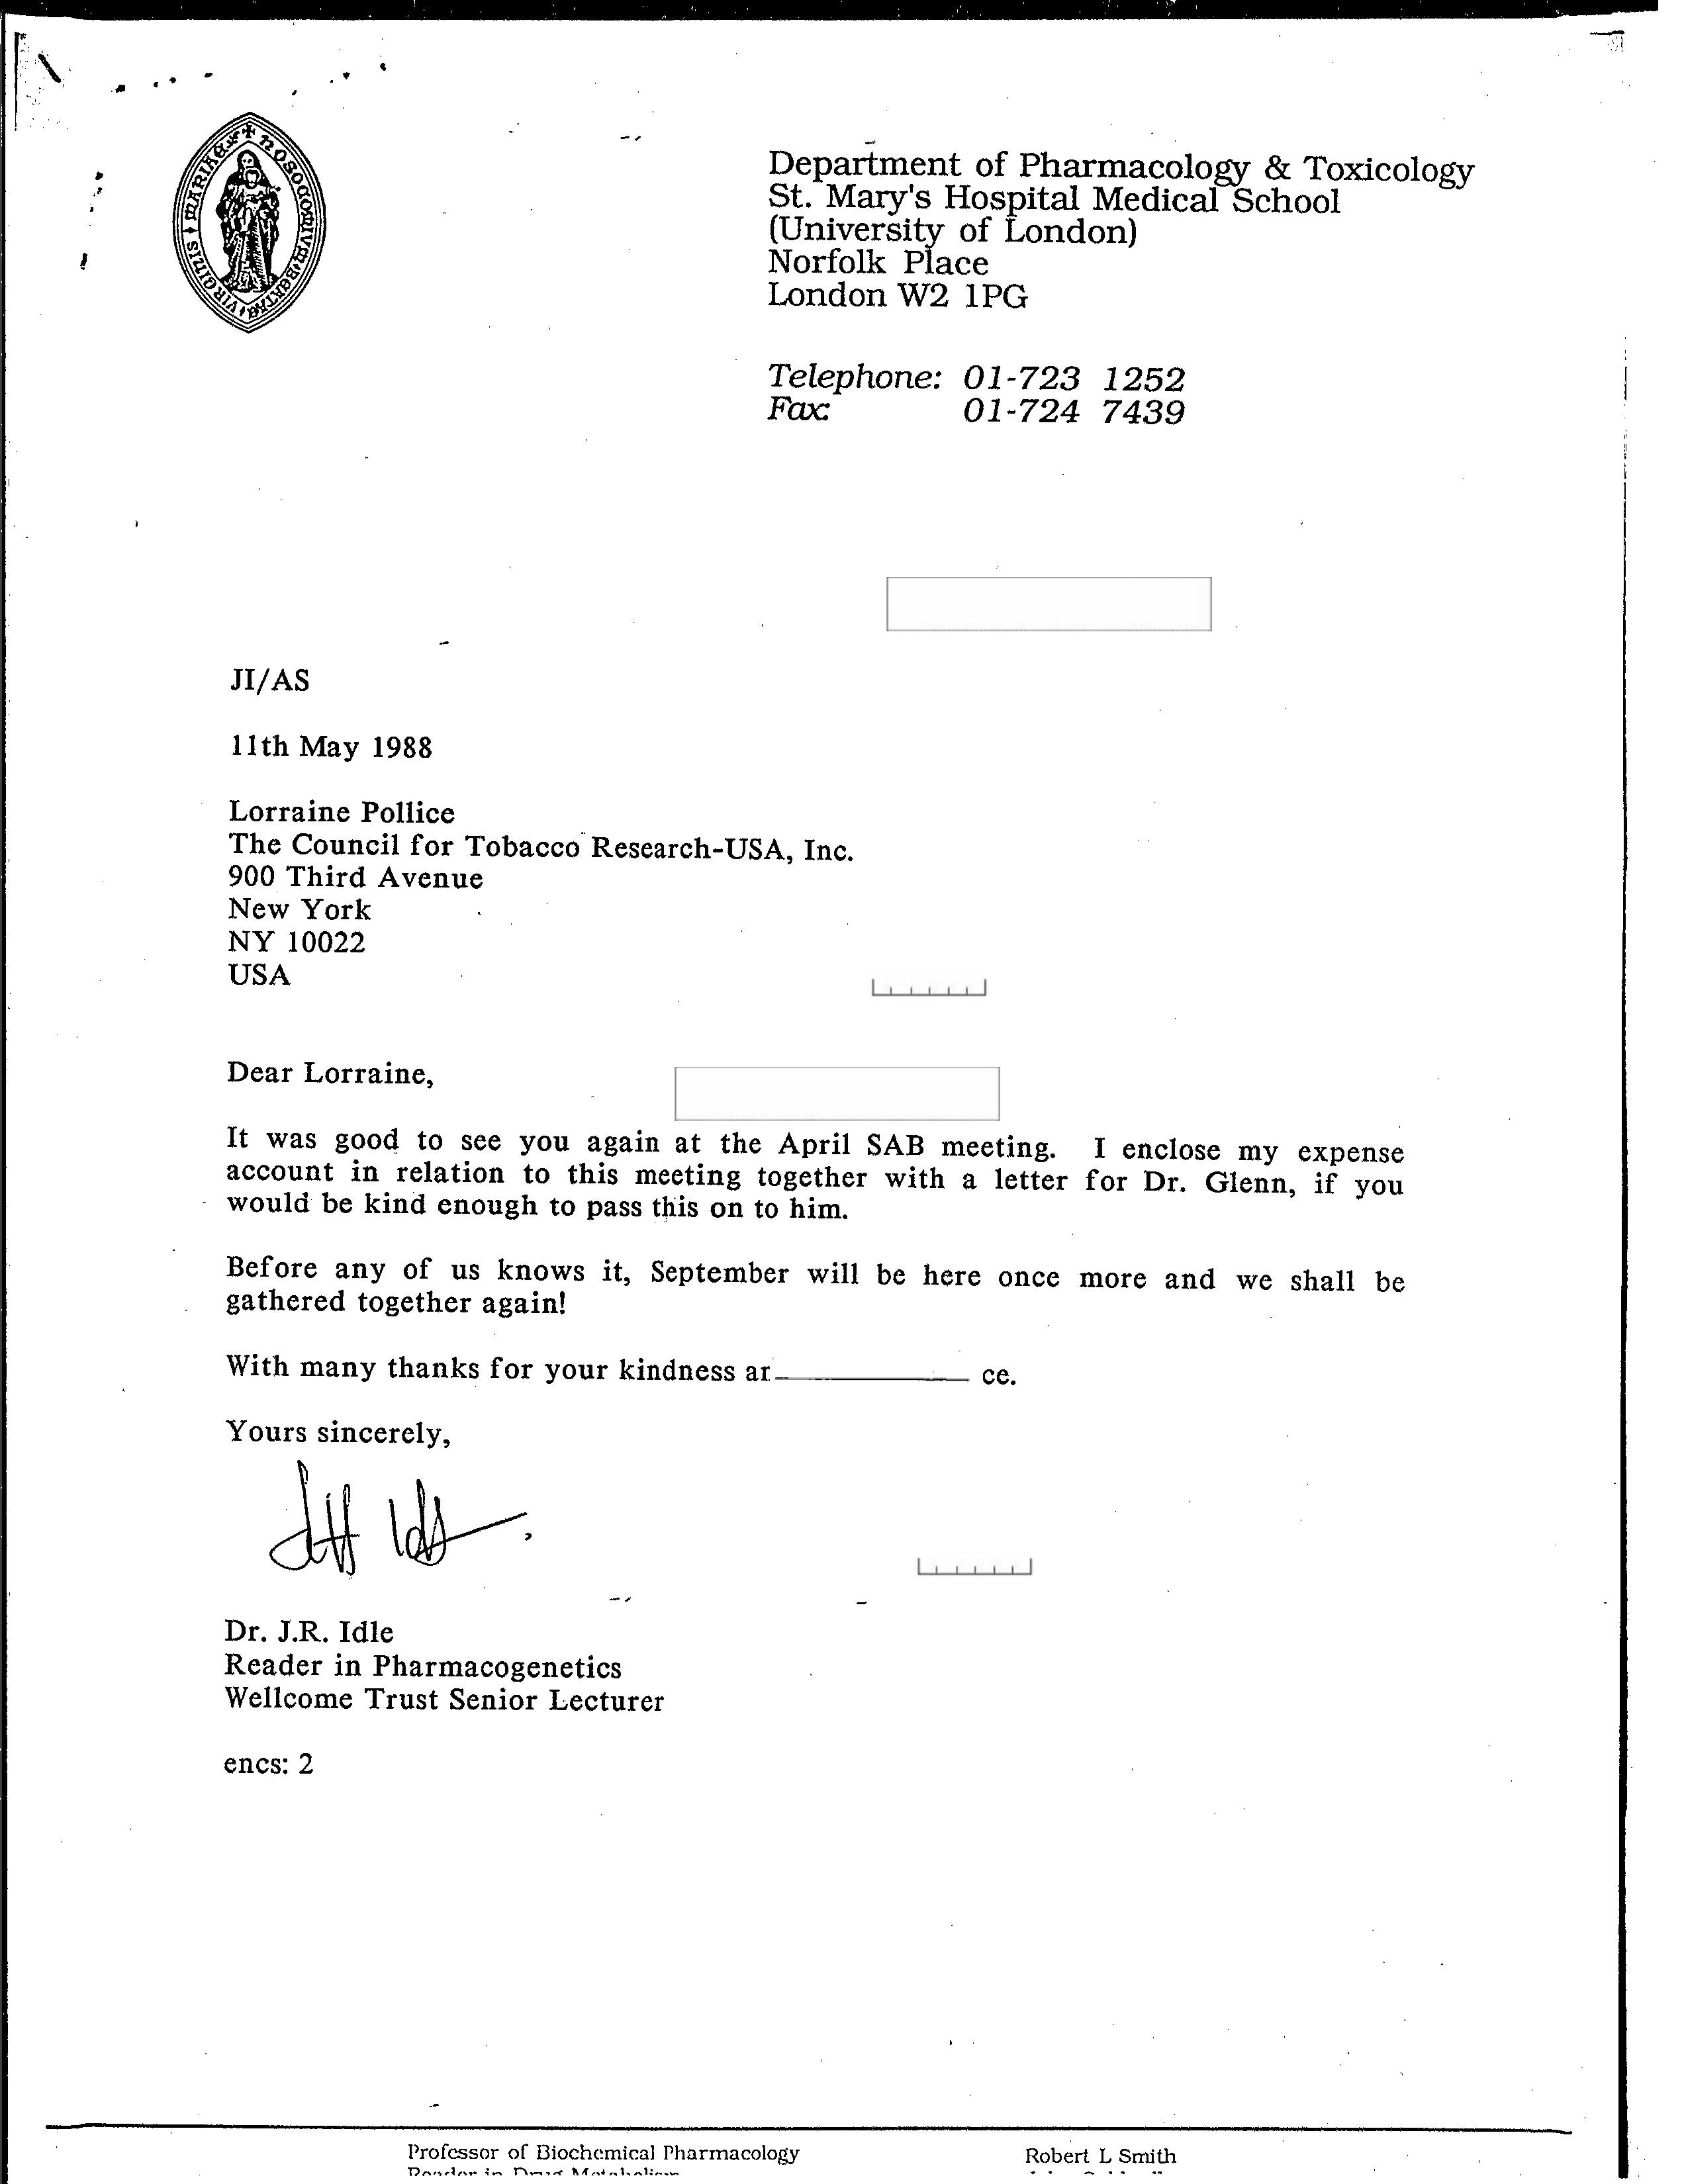 MARIAE ✠ NOSOCOMIVM BEATAE VIRGINIS
Department of Pharmacology & Toxicology
St. Mary's Hospital Medical School
(University of London)
Norfolk Place
London W2 1PG
Telephone: 01-723 1252
Fax: 01-724 7439
JI/AS
11th May 1988
Lorraine Pollice
The Council for Tobacco Research-USA, Inc.
900 Third Avenue
New York
NY 10022
USA
Dear Lorraine,
It was good to see you again at the April SAB meeting. I enclose my expense
account in relation to this meeting together with a letter for Dr. Glenn, if you
would be kind enough to pass this on to him.
Before any of us knows it, September will be here once more and we shall be
gathered together again!
With many thanks for your kindness ce.
Yours sincerely,
Dr. J.R. Idle
Reader in Pharmacogenetics
Wellcome Trust Senior Lecturer
encs: 2
Professor of Biochemical Pharmacology Robert L Smith